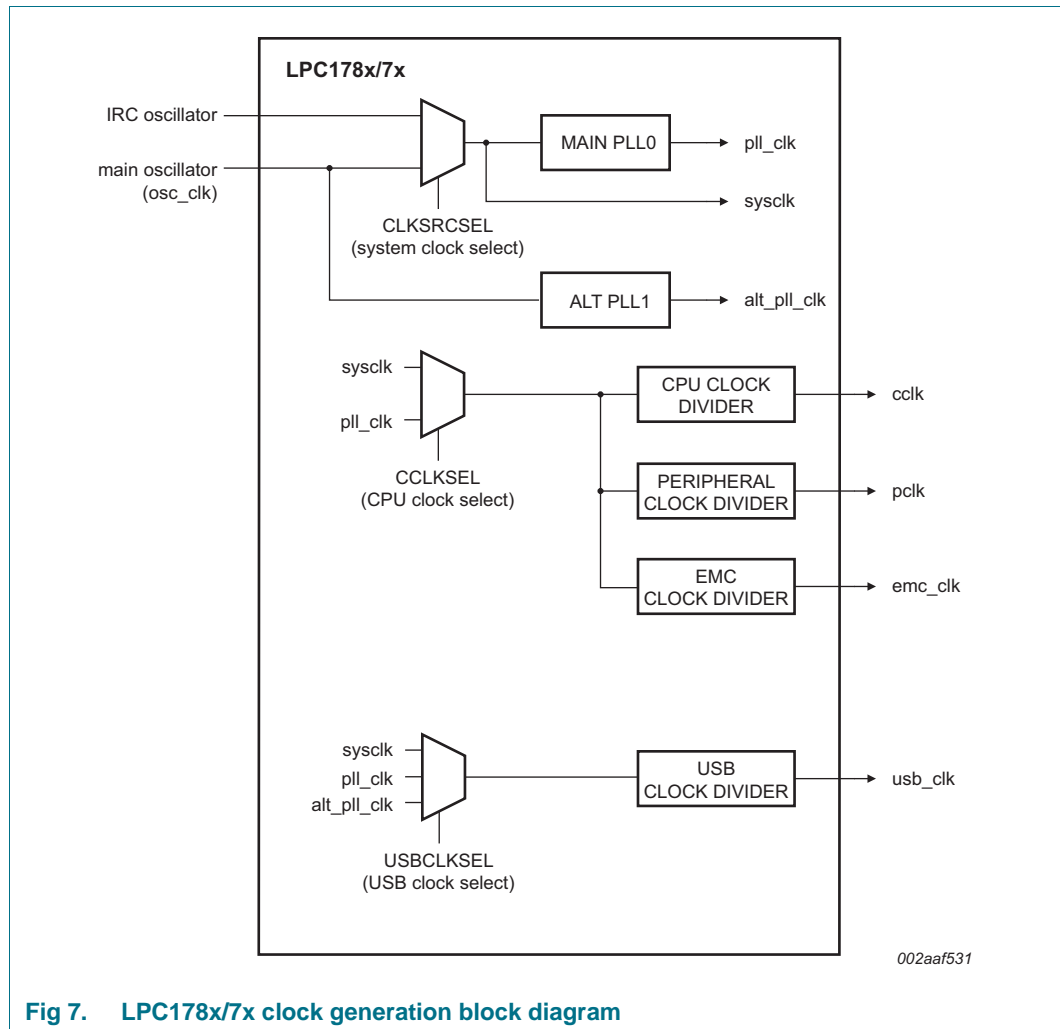 LPC178x/7x
IRC oscillator
main oscillator
(osc_clk)
MAIN PLL0
pll_clk
sysclk
CLKSRCSEL
(system clock select)
ALT PLL1
alt_pll_clk
sysclk
pll_clk
CCLKSEL
(CPU clock select)
CPU CLOCK
DIVIDER
cclk
PERIPHERAL
CLOCK DIVIDER
pclk
EMC
CLOCK DIVIDER
emc_clk
sysclk
pll_clk
alt_pll_clk
USBCLKSEL
(USB clock select)
USB
CLOCK DIVIDER
usb_clk
002aaf531
Fig 7. LPC178x/7x clock generation block diagram